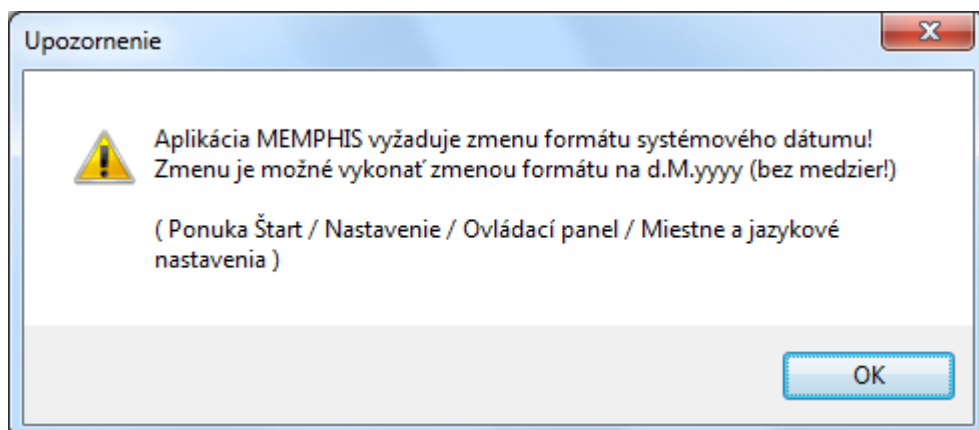 Upozornenie
Aplikácia MEMPHIS vyžaduje zmenu formátu systémového dátumu!
Zmenu je možné vykonať zmenou formátu na d.M.yyyy (bez medzier!)
( Ponuka Štart / Nastavenie / Ovládací panel / Miestne a jazykové
nastavenia )
OK